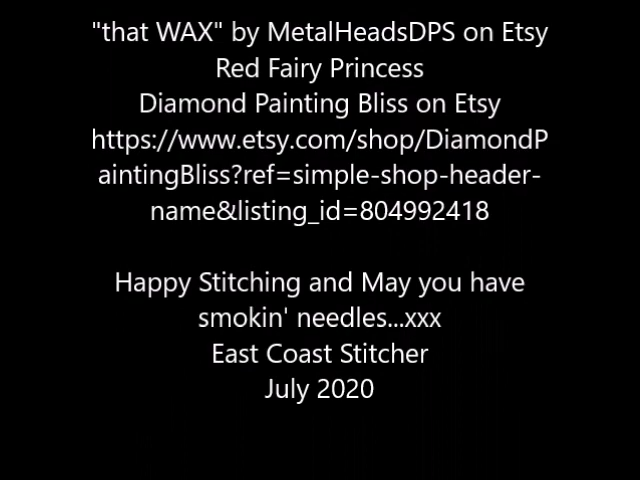 "that WAX" by MetalHeadsDPS on Etsy
Red Fairy Princess
Diamond Painting Bliss on Etsy
https://www.etsy.com/shop/DiamondP
aintingBliss?ref=simple-shop-header-
name&listing_id=804992418
Happy Stitching and May you have
smokin' needles...xxx
East Coast Stitcher
July 2020